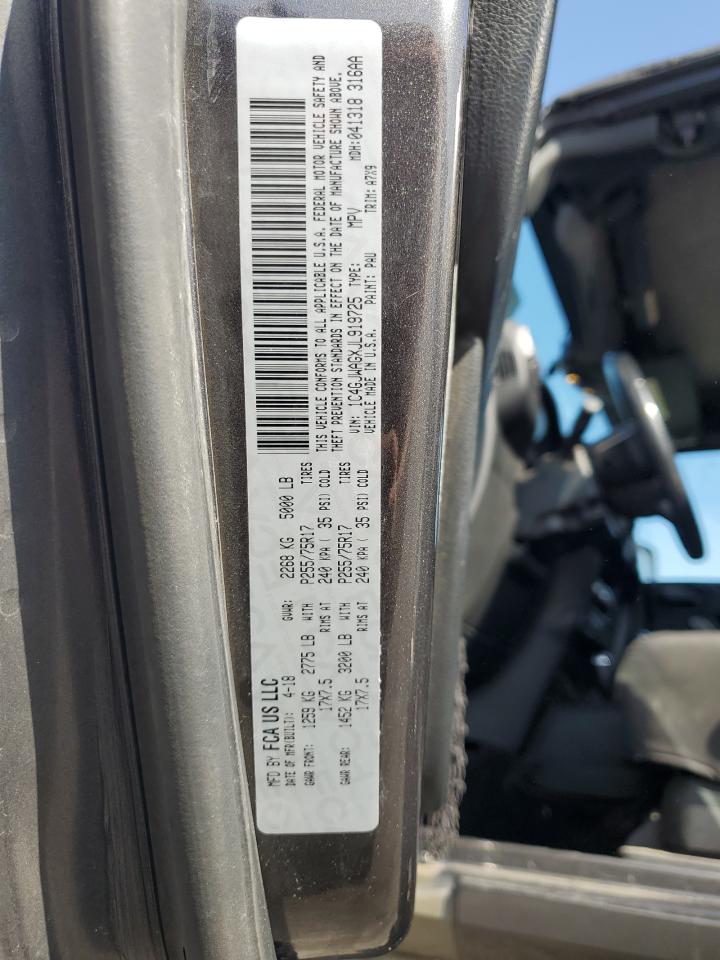 MFD BY FCA US LLC
DATE OF MFR(BUILT): 4-18 GVWR: 2268 KG 5000 LB
GAWR FRONT: 1259 KG 2775 LB WITH P255/75R17 TIRES
17X7.5 RIMS AT 240 KPA ( 35 PSI) COLD
GAWR REAR: 1452 KG 3200 LB WITH P255/75R17 TIRES
17X7.5 RIMS AT 240 KPA ( 35 PSI) COLD
THIS VEHICLE CONFORMS TO ALL APPLICABLE U.S.A. FEDERAL MOTOR VEHICLE SAFETY AND
THEFT PREVENTION STANDARDS IN EFFECT ON THE DATE OF MANUFACTURE SHOWN ABOVE.
VIN: 1C4GJWAGXJL919725 TYPE: MPV MDH:041318 316AA
VEHICLE MADE IN U.S.A. PAINT: PAU TRIM: A7X9